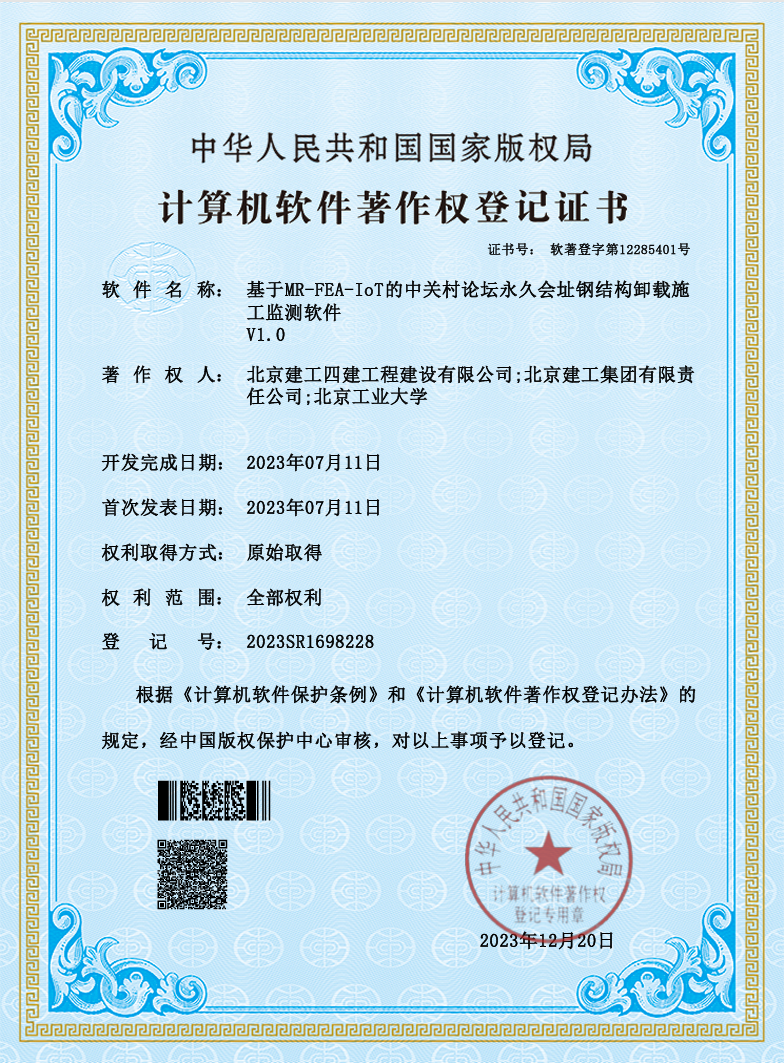 中华人民共和国国家版权局
计算机软件著作权登记证书
证书号： 软著登字第12285401号
软件名称： 基于MR-FEA-IoT的中关村论坛永久会址钢结构卸载施
工监测软件
V1.0
著作权人： 北京建工四建工程建设有限公司;北京建工集团有限责
任公司;北京工业大学
开发完成日期： 2023年07月11日
首次发表日期： 2023年07月11日
权利取得方式： 原始取得
权利范围： 全部权利
登记号： 2023SR1698228
根据《计算机软件保护条例》和《计算机软件著作权登记办法》的
规定，经中国版权保护中心审核，对以上事项予以登记。
中华人民共和国国家版权局
计算机软件著作权
登记专用章
2023年12月20日